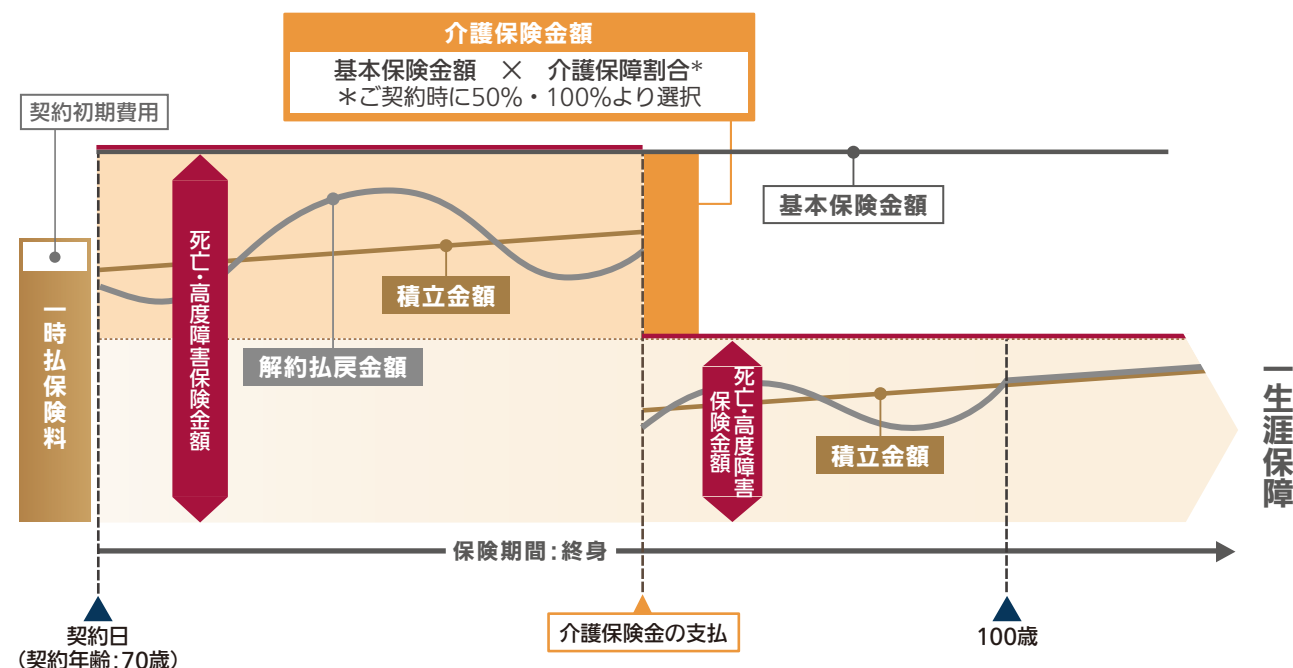 介護保険金額
基本保険金額 × 介護保障割合*
*ご契約時に50%・100%より選択
契約初期費用
基本保険金額
一時払保険料
死亡・高度障害保険金額
積立金額
解約払戻金額
死亡・高度障害
保険金額
積立金額
一生涯保障
保険期間:終身
契約日
(契約年齢:70歳)
介護保険金の支払
100歳